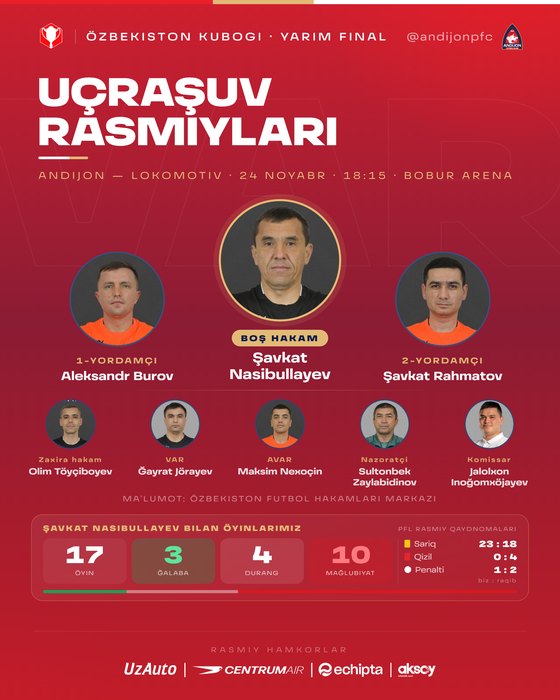 ÖZBEKISTON KUBOGI · YARIM FINAL
@andijonpfc
ANDIJON
UÇRAŞUV
RASMIYLARI
ANDIJON — LOKOMOTIV · 24 NOYABR · 18:15 · BOBUR ARENA
BOŞ HAKAM
Şavkat
Nasibullayev
1-YORDAMÇI
Aleksandr Burov
2-YORDAMÇI
Şavkat Rahmatov
Zaxira hakam
Olim Töyçiboyev
VAR
Ğayrat Jörayev
AVAR
Maksim Nexoçin
Nazoratçi
Sultonbek
Zaylabidinov
Komissar
Jalolxon
Inoğomxöjayev
MA'LUMOT: ÖZBEKISTON FUTBOL HAKAMLARI MARKAZI
ŞAVKAT NASIBULLAYEV BILAN ÖYINLARIMIZ
17
ÖYIN
3
ĞALABA
4
DURANG
10
MAĞLUBIYAT
PFL RASMIY QAYDNOMALARI
Sariq 23 : 18
Qizil 0 : 4
Penalti 1 : 2
biz : raqib
RASMIY HAMKORLAR
UzAuto
CENTRUMAIR
echipta
aksoy